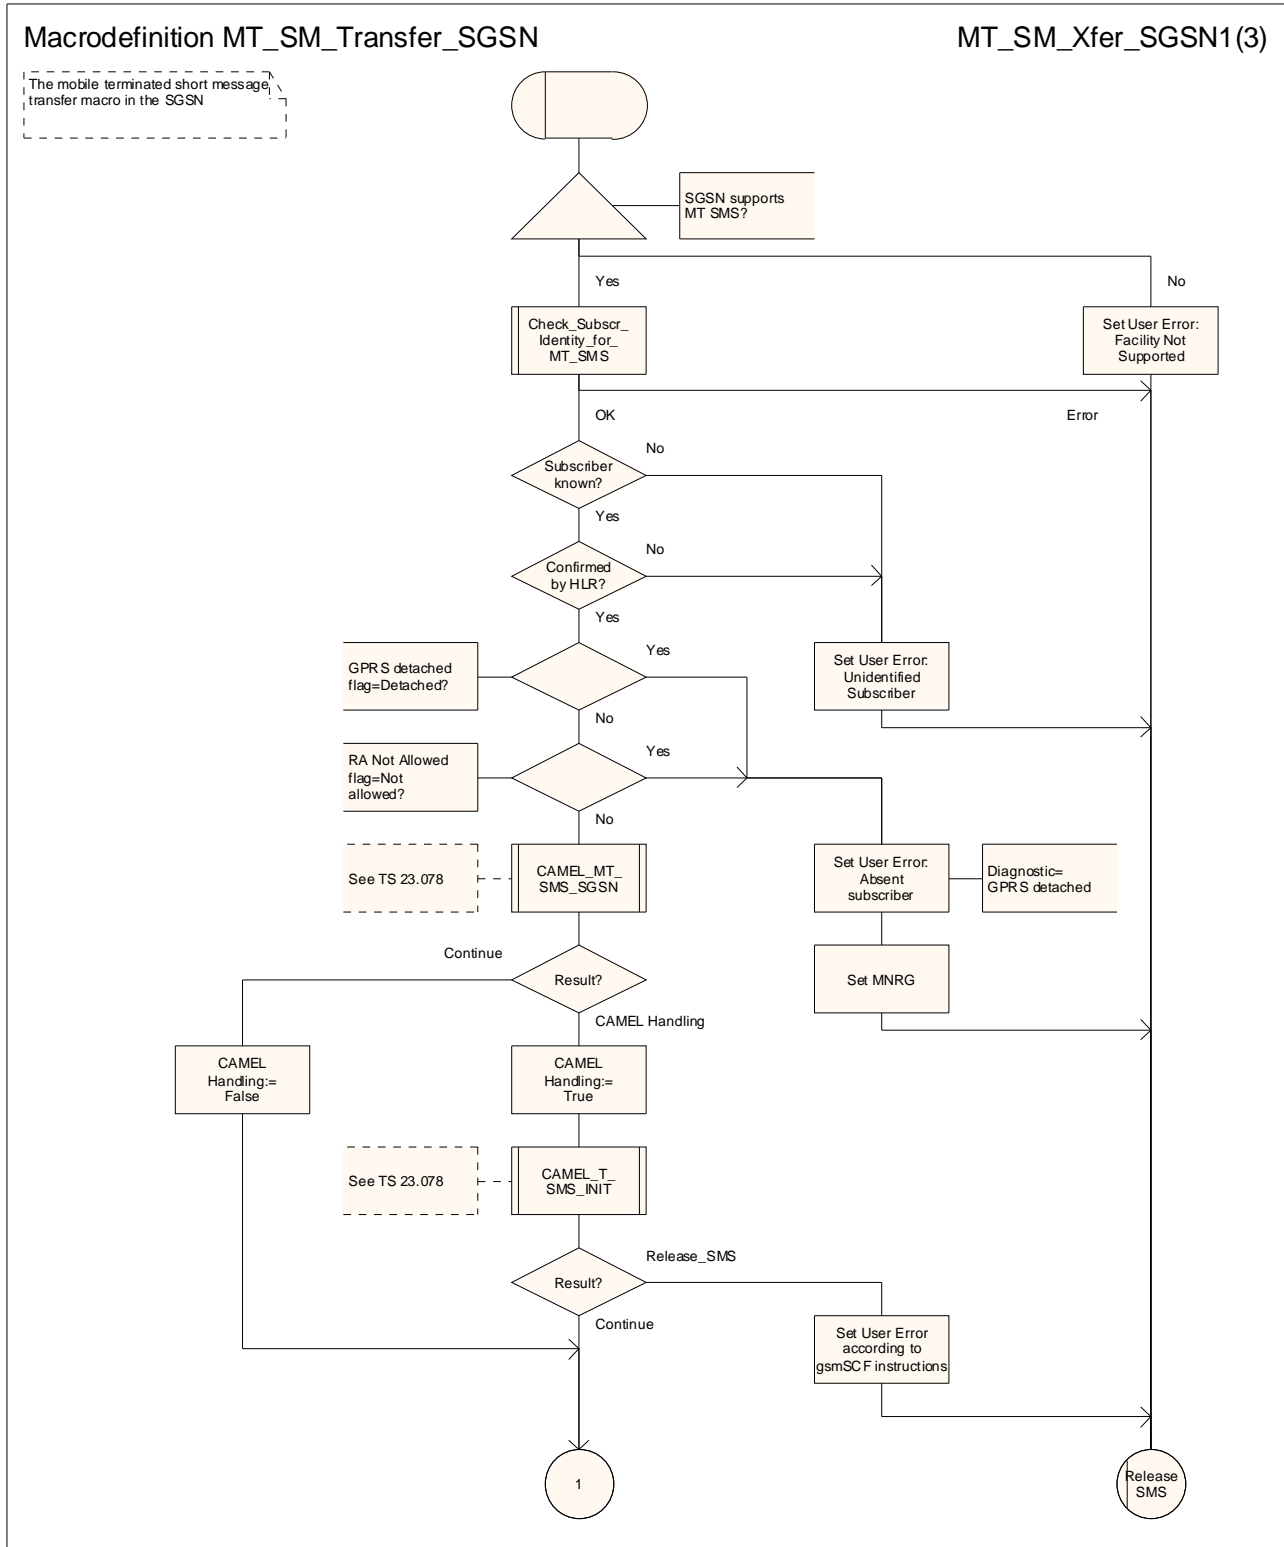 Macrodefinition MT_SM_Transfer_SGSN
MT_SM_Xfer_SGSN1(3)
The mobile terminated short message
transfer macro in the SGSN
SGSN supports
MT SMS?
Yes
No
Check_Subscr_
Identity_for_
MT_SMS
Set User Error:
Facility Not
Supported
OK
Error
No
Subscriber
known?
Yes
No
Confirmed
by HLR?
Yes
GPRS detached
flag=Detached?
Yes
Set User Error:
Unidentified
Subscriber
No
RA Not Allowed
flag=Not
allowed?
Yes
No
See TS 23.078
CAMEL_MT_
SMS_SGSN
Set User Error:
Absent
subscriber
Diagnostic=
GPRS detached
Continue
Result?
Set MNRG
CAMEL Handling
CAMEL
Handling:=
False
CAMEL
Handling:=
True
See TS 23.078
CAMEL_T_
SMS_INIT
Release_SMS
Result?
Continue
Set User Error
according to
gsmSCF instructions
1
Release
SMS